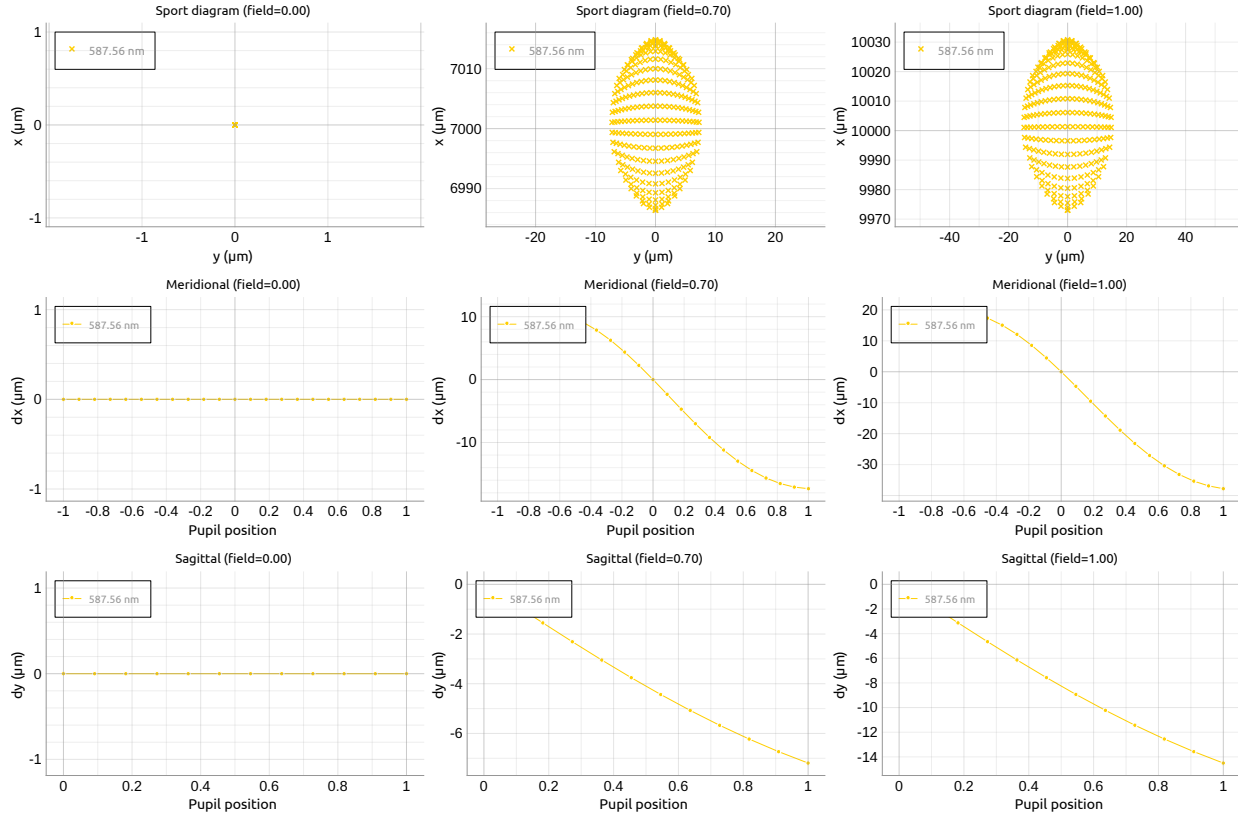 Sport diagram (field=0.00)
587.56 nm
1
0
-1
-1
0
1
x (µm)
y (µm)
Sport diagram (field=0.70)
587.56 nm
7010
7000
6990
-20
-10
0
10
20
x (µm)
y (µm)
Sport diagram (field=1.00)
587.56 nm
10030
10020
10010
10000
9990
9980
9970
-40
-20
0
20
40
x (µm)
y (µm)
Meridional (field=0.00)
587.56 nm
1
0
-1
-1
-0.8
-0.6
-0.4
-0.2
0
0.2
0.4
0.6
0.8
1
dx (µm)
Pupil position
Meridional (field=0.70)
587.56 nm
10
0
-10
-1
-0.8
-0.6
-0.4
-0.2
0
0.2
0.4
0.6
0.8
1
dx (µm)
Pupil position
Meridional (field=1.00)
587.56 nm
20
10
0
-10
-20
-30
-1
-0.8
-0.6
-0.4
-0.2
0
0.2
0.4
0.6
0.8
1
dx (µm)
Pupil position
Sagittal (field=0.00)
587.56 nm
1
0
-1
0
0.2
0.4
0.6
0.8
1
dy (µm)
Pupil position
Sagittal (field=0.70)
587.56 nm
0
-2
-4
-6
0
0.2
0.4
0.6
0.8
1
dy (µm)
Pupil position
Sagittal (field=1.00)
587.56 nm
0
-2
-4
-6
-8
-10
-12
-14
0
0.2
0.4
0.6
0.8
1
dy (µm)
Pupil position